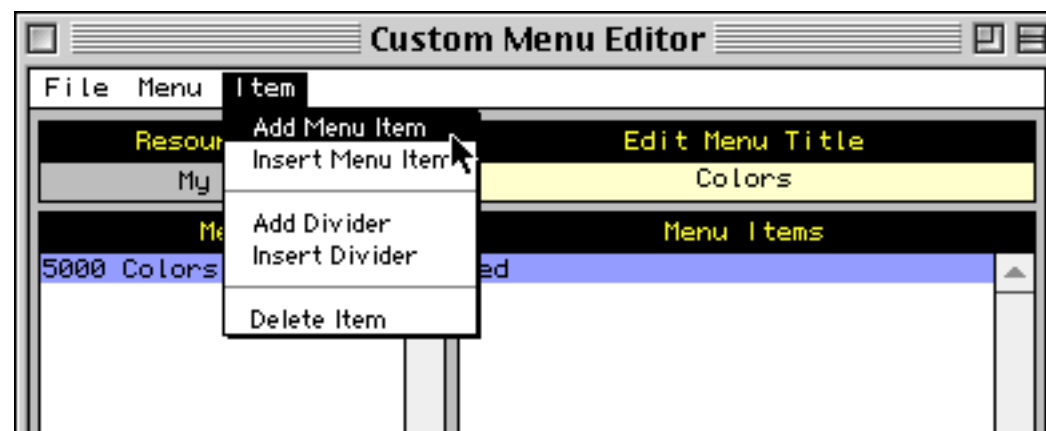 Custom Menu Editor
File Menu Item
Add Menu Item
Insert Menu Item
Add Divider
Insert Divider
Delete Item
Edit Menu Title
My
Colors
Menu Items
5000 Colors